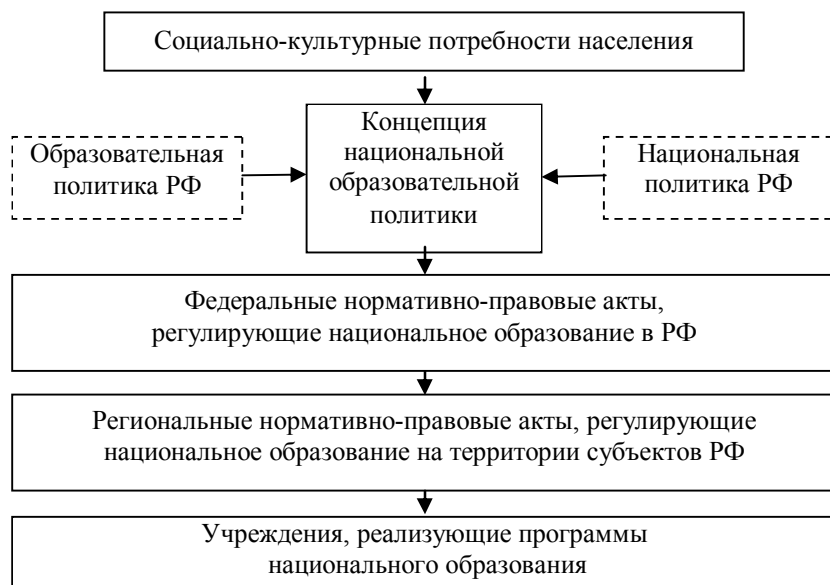 Социально-культурные потребности населения
Концепция
национальной
образовательной
политики
Образовательная
политика РФ
Национальная
политика РФ
Федеральные нормативно-правовые акты,
регулирующие национальное образование в РФ
Региональные нормативно-правовые акты, регулирующие
национальное образование на территории субъектов РФ
Учреждения, реализующие программы
национального образования